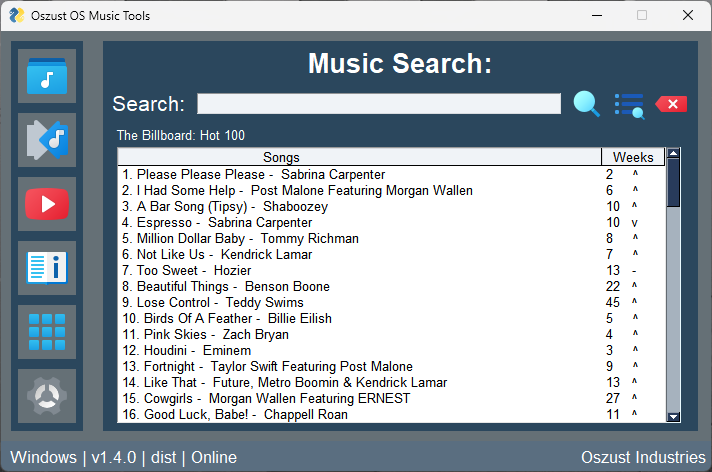 Oszust OS Music Tools
Music Search:
Search:
The Billboard: Hot 100
Songs Weeks
1. Please Please Please - Sabrina Carpenter 2 ^
2. I Had Some Help - Post Malone Featuring Morgan Wallen 6 ^
3. A Bar Song (Tipsy) - Shaboozey 10 ^
4. Espresso - Sabrina Carpenter 10 v
5. Million Dollar Baby - Tommy Richman 8 ^
6. Not Like Us - Kendrick Lamar 7 ^
7. Too Sweet - Hozier 13 -
8. Beautiful Things - Benson Boone 22 ^
9. Lose Control - Teddy Swims 45 ^
10. Birds Of A Feather - Billie Eilish 5 ^
11. Pink Skies - Zach Bryan 4 ^
12. Houdini - Eminem 3 ^
13. Fortnight - Taylor Swift Featuring Post Malone 9 ^
14. Like That - Future, Metro Boomin & Kendrick Lamar 13 ^
15. Cowgirls - Morgan Wallen Featuring ERNEST 27 ^
16. Good Luck, Babe! - Chappell Roan 11 ^
Windows | v1.4.0 | dist | Online
Oszust Industries